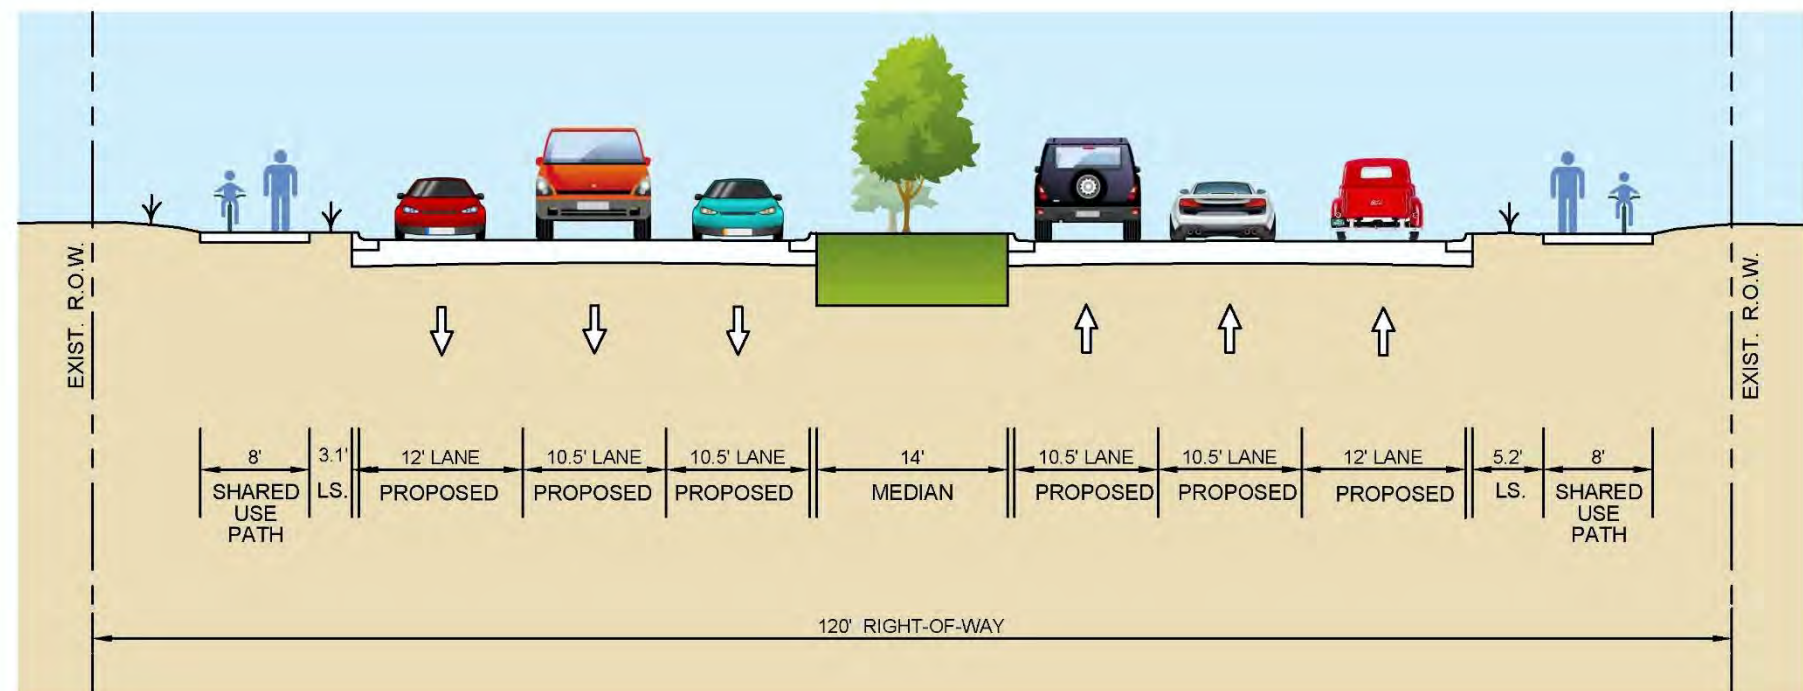 EXIST. R.O.W.
EXIST. R.O.W.
8'
SHARED
USE
PATH
3.1'
LS.
12' LANE
PROPOSED
10.5' LANE
PROPOSED
10.5' LANE
PROPOSED
14'
MEDIAN
10.5' LANE
PROPOSED
10.5' LANE
PROPOSED
12' LANE
PROPOSED
5.2'
LS.
8'
SHARED
USE
PATH
120' RIGHT-OF-WAY